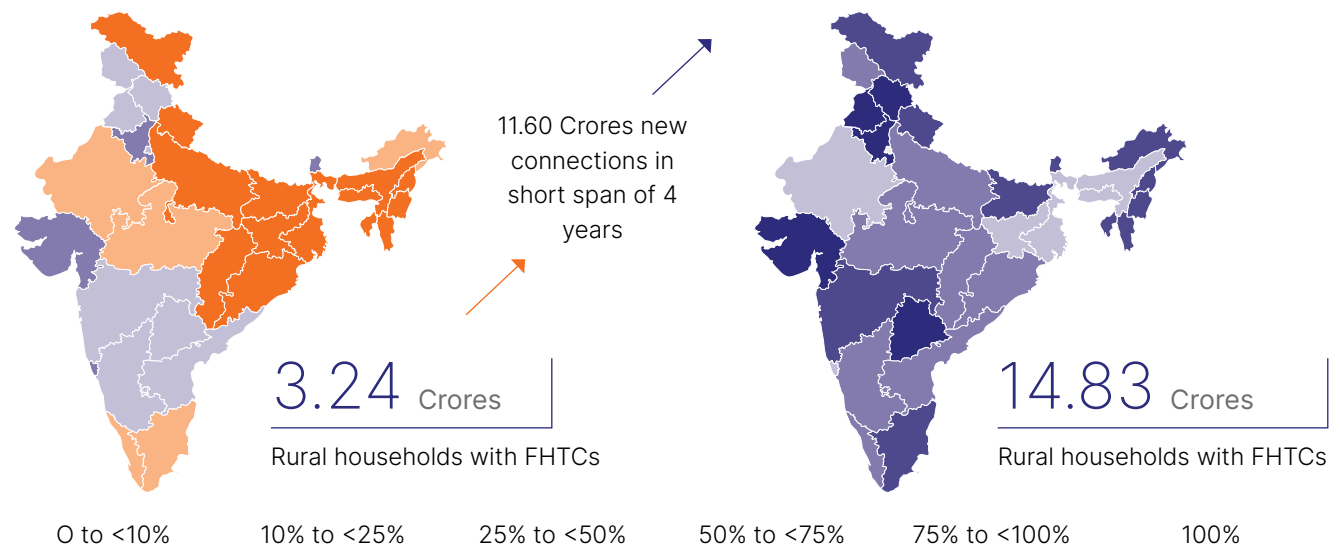 11.60 Crores new
connections in
short span of 4
years
3.24 Crores
Rural households with FHTCs
14.83 Crores
Rural households with FHTCs
O to <10%
10% to <25%
25% to <50%
50% to <75%
75% to <100%
100%